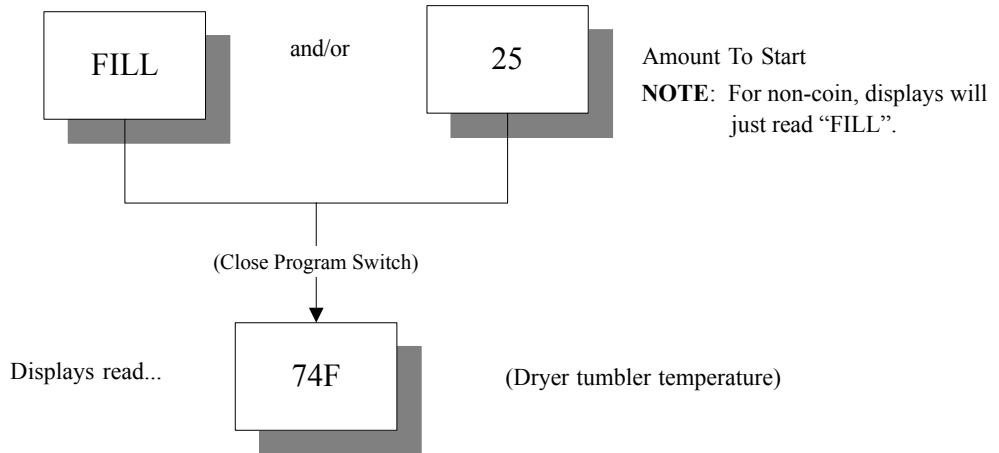 FILL
and/or
25
Amount To Start
NOTE: For non-coin, displays will
just read “FILL”.
(Close Program Switch)
Displays read...
74F
(Dryer tumbler temperature)